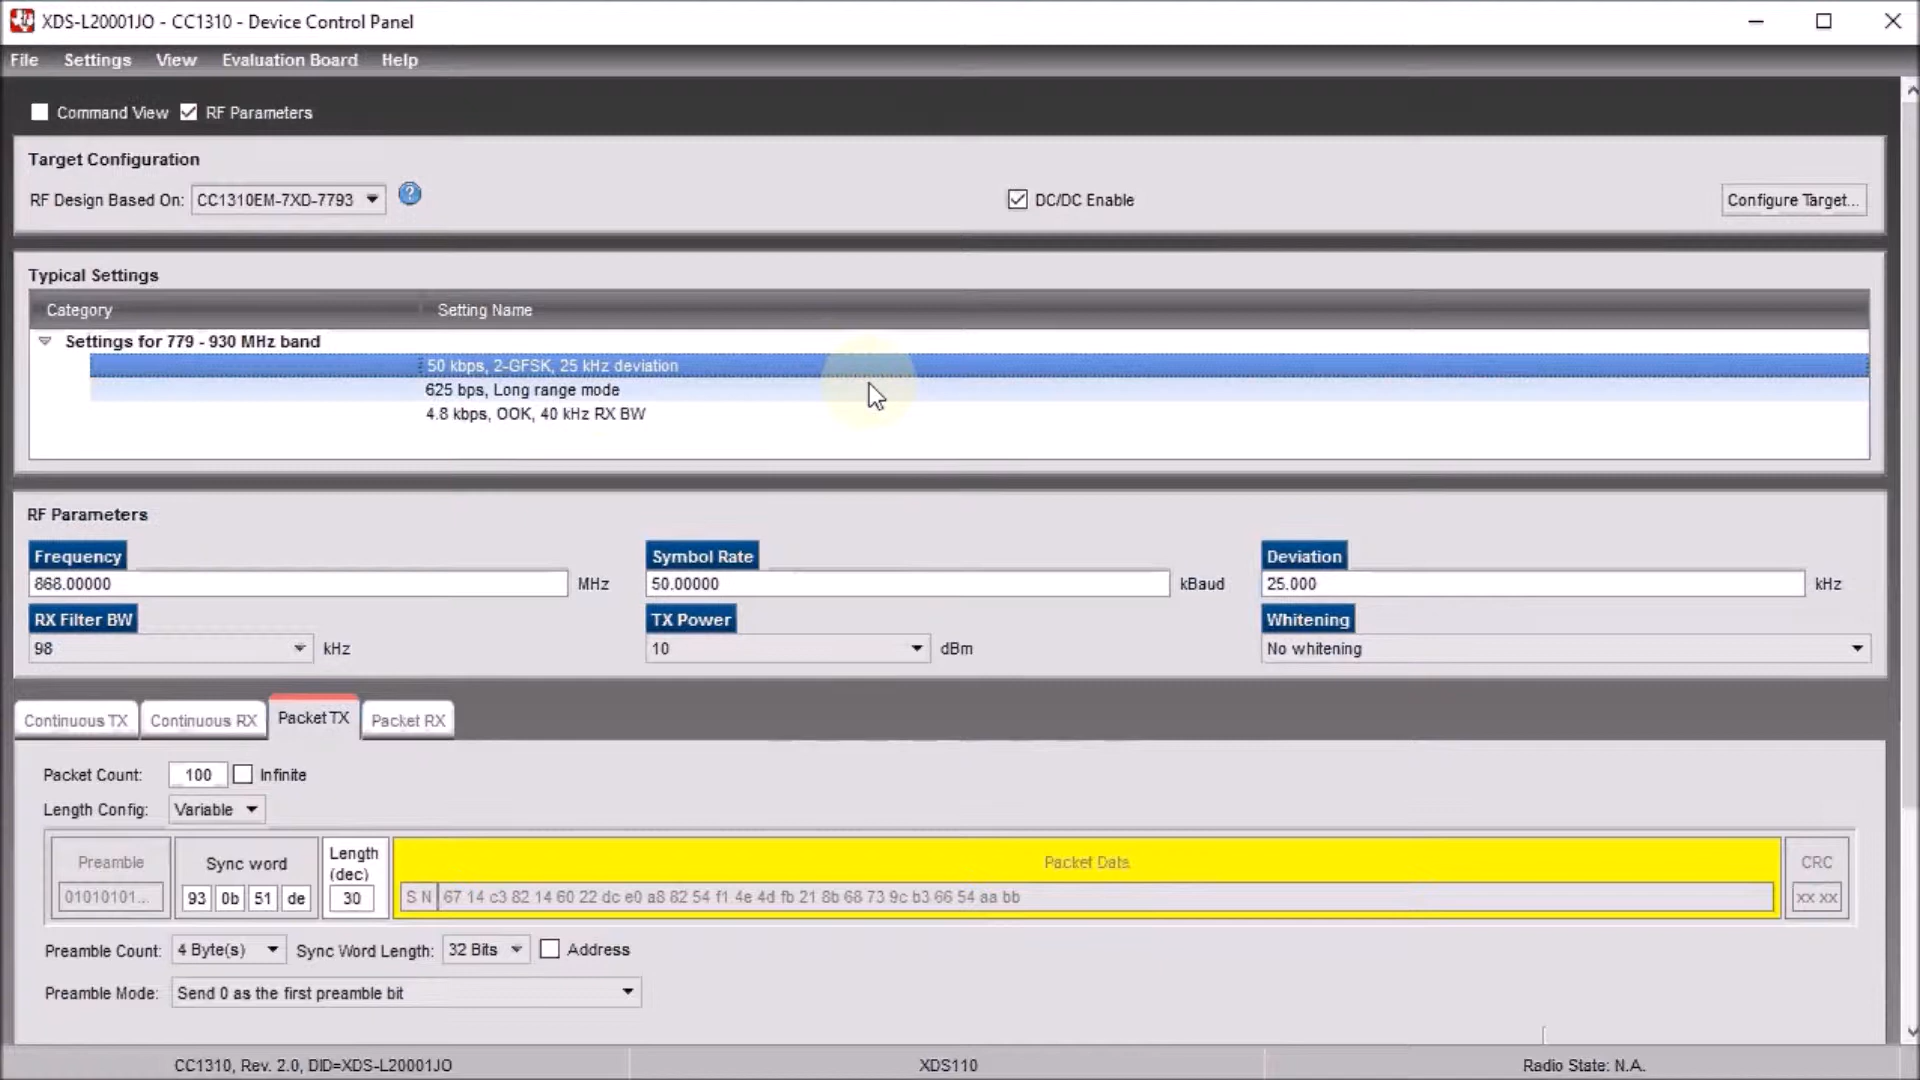 XDS-L20001JO - CC1310 - Device Control Panel
File Settings View Evaluation Board Help
Command View RF Parameters
Target Configuration
RF Design Based On: CC1310EM-7XD-7793 ? DC/DC Enable Configure Target...
Typical Settings
Category Setting Name
Settings for 779 - 930 MHz band
50 kbps, 2-GFSK, 25 kHz deviation
625 bps, Long range mode
4.8 kbps, OOK, 40 kHz RX BW
RF Parameters
Frequency Symbol Rate Deviation
868.00000 MHz 50.00000 kBaud 25.000 kHz
RX Filter BW TX Power Whitening
98 kHz 10 dBm No whitening
Continuous TX Continuous RX Packet TX Packet RX
Packet Count: 100 Infinite
Length Config: Variable
Preamble Sync word Length (dec) Packet Data CRC
01010101... 93 0b 51 de 30 S N 67 14 c3 82 14 60 22 dc e0 a8 82 54 f1 4e 4d fb 21 8b 68 73 9c b3 66 54 aa bb xx xx
Preamble Count: 4 Byte(s) Sync Word Length: 32 Bits Address
Preamble Mode: Send 0 as the first preamble bit
CC1310, Rev. 2.0, DID=XDS-L20001JO XDS110 Radio State: N.A.